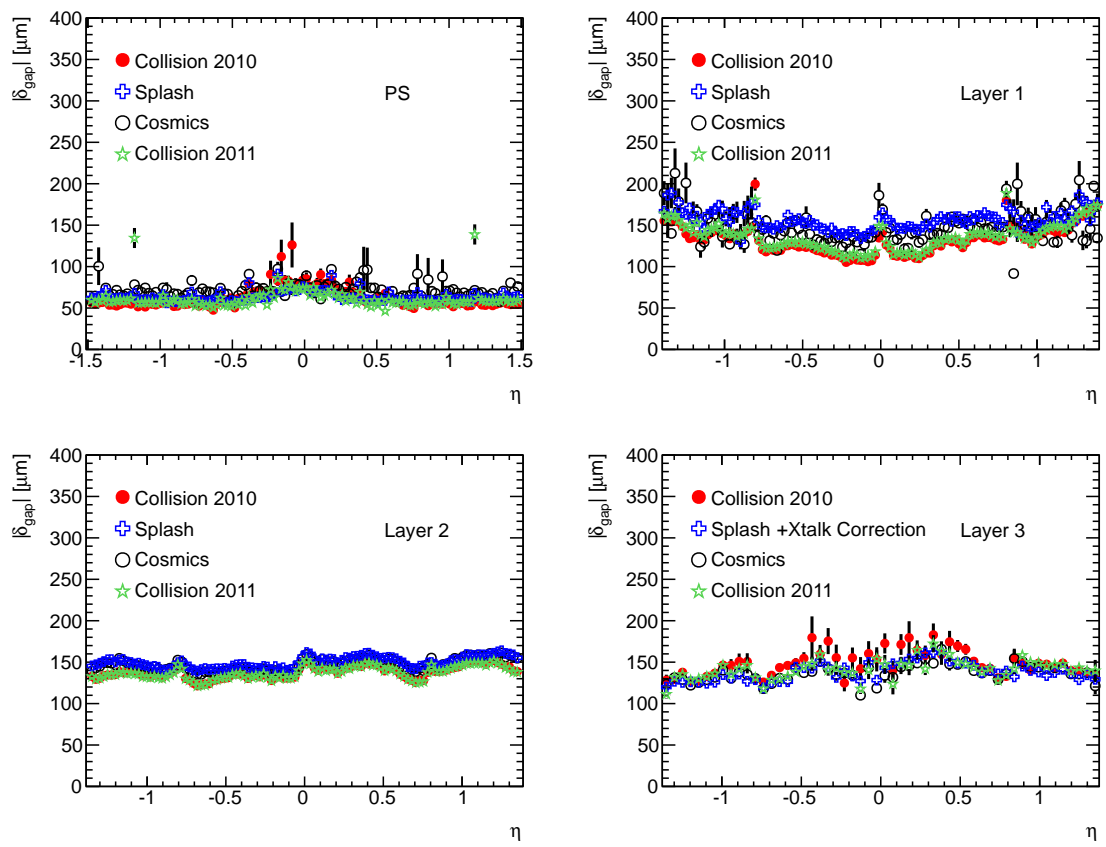 |δgap| [μm]
400
350
300
250
200
150
100
50
0
Collision 2010
Splash
Cosmics
Collision 2011
PS
-1.5 -1 -0.5 0 0.5 1 1.5
η
|δgap| [μm]
400
350
300
250
200
150
100
50
0
Collision 2010
Splash
Cosmics
Collision 2011
Layer 1
-1 -0.5 0 0.5 1
η
|δgap| [μm]
400
350
300
250
200
150
100
50
0
Collision 2010
Splash
Cosmics
Collision 2011
Layer 2
-1 -0.5 0 0.5 1
η
|δgap| [μm]
400
350
300
250
200
150
100
50
0
Collision 2010
Splash +Xtalk Correction
Cosmics
Collision 2011
Layer 3
-1 -0.5 0 0.5 1
η